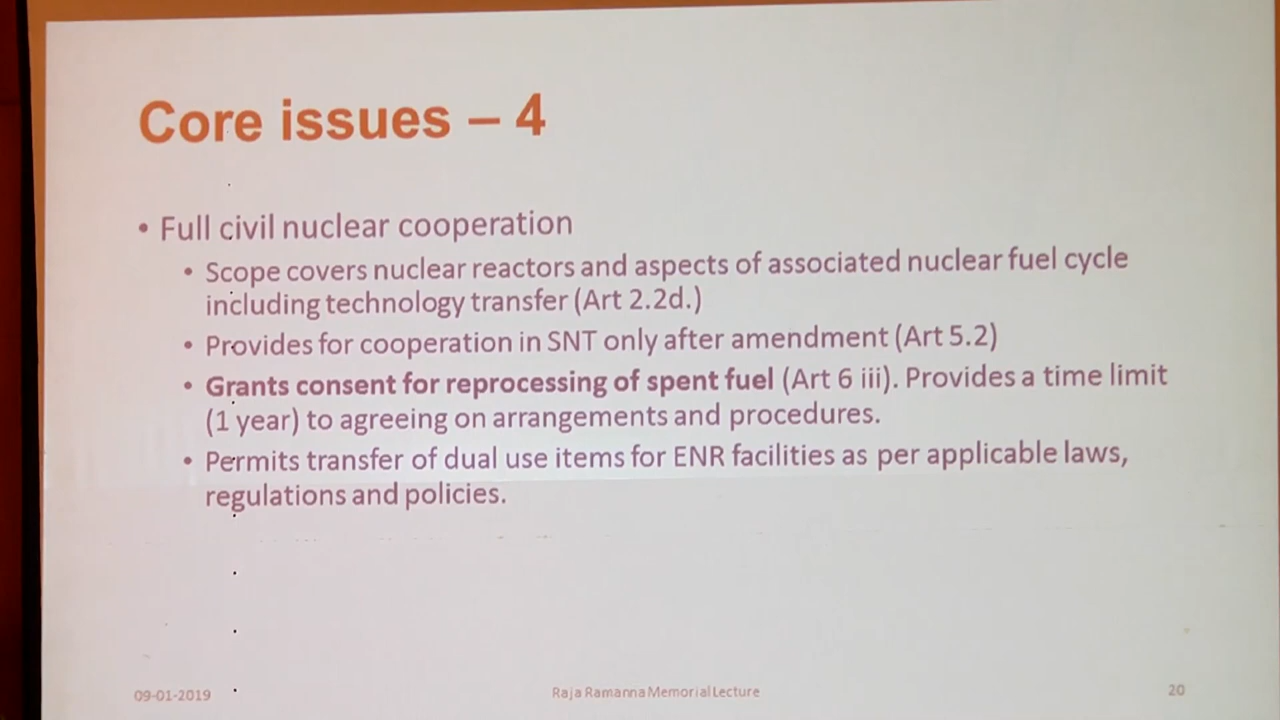 Core issues – 4
• Full civil nuclear cooperation
• Scope covers nuclear reactors and aspects of associated nuclear fuel cycle
including technology transfer (Art 2.2d.)
• Provides for cooperation in SNT only after amendment (Art 5.2)
• Grants consent for reprocessing of spent fuel (Art 6 iii). Provides a time limit
(1 year) to agreeing on arrangements and procedures.
• Permits transfer of dual use items for ENR facilities as per applicable laws,
regulations and policies.
09-01-2019
Raja Ramanna Memorial Lecture
20